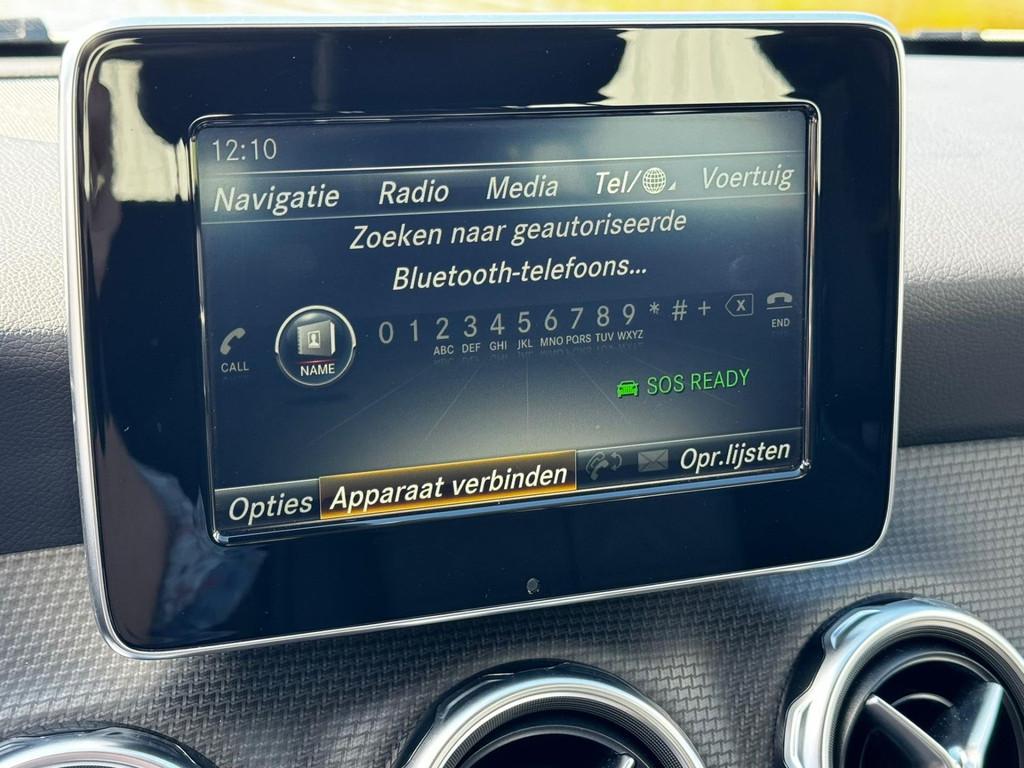 12:10
Navigatie Radio Media Tel/ Voertuig
Zoeken naar geautoriseerde
Bluetooth-telefoons...
0 1 2 3 4 5 6 7 8 9 * # +
ABC DEF GHI JKL MNO PQRS TUV WXYZ
CALL NAME X END
SOS READY
Opties Apparaat verbinden Opr.lijsten